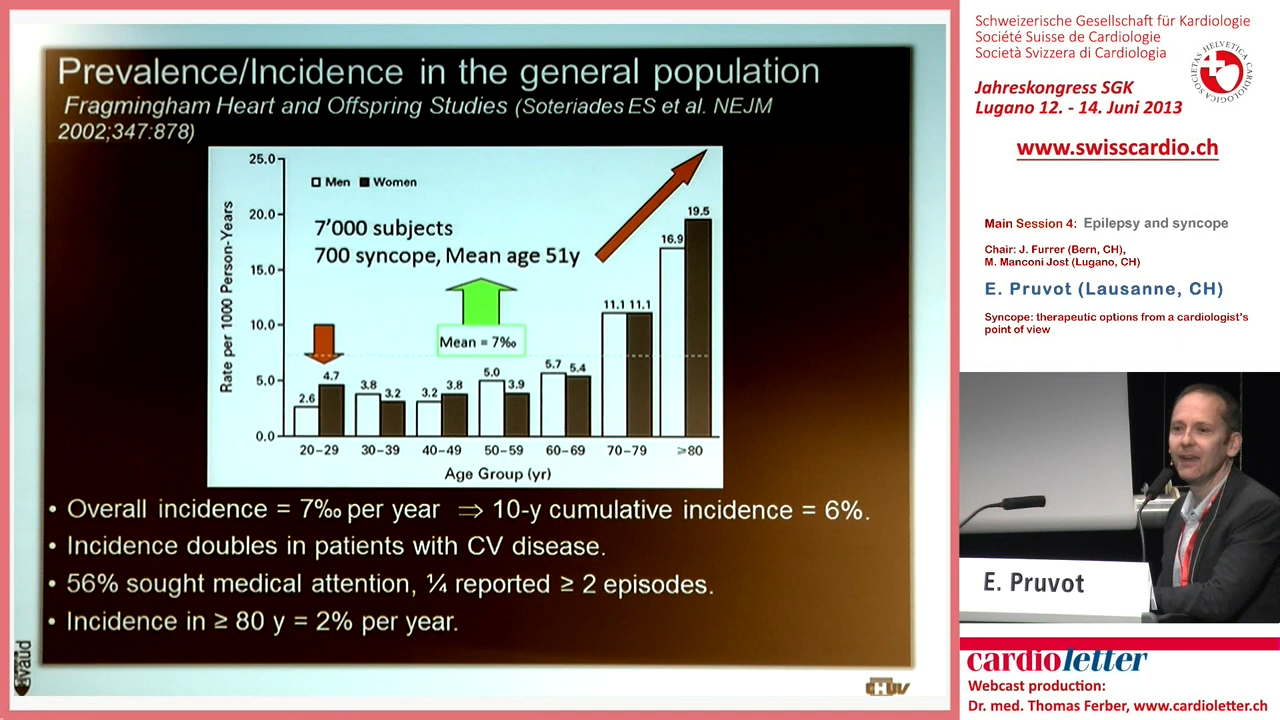 Prevalence/Incidence in the general population
Fragmingham Heart and Offspring Studies (Soteriades ES et al. NEJM
2002;347:878)
25.0
20.0
15.0
10.0
5.0
0.0
Rate per 1000 Person-Years
Men Women
7'000 subjects
700 syncope, Mean age 51y
Mean = 7‰
2.6 4.7 3.8 3.2 3.2 3.8 5.0 3.9 5.7 5.4 11.1 11.1 16.9 19.5
20–29 30–39 40–49 50–59 60–69 70–79 ≥80
Age Group (yr)
• Overall incidence = 7‰ per year ⇒ 10-y cumulative incidence = 6%.
• Incidence doubles in patients with CV disease.
• 56% sought medical attention, ¼ reported ≥ 2 episodes.
• Incidence in ≥ 80 y = 2% per year.
vaud
CHUV
Schweizerische Gesellschaft für Kardiologie
Société Suisse de Cardiologie
Società Svizzera di Cardiologia
SOCIETAS HELVETICA CARDIOLOGICA
Jahreskongress SGK
Lugano 12. - 14. Juni 2013
www.swisscardio.ch
Main Session 4: Epilepsy and syncope
Chair: J. Furrer (Bern, CH),
M. Manconi Jost (Lugano, CH)
E. Pruvot (Lausanne, CH)
Syncope: therapeutic options from a cardiologist's
point of view
E. Pruvot
cardioletter
Webcast production:
Dr. med. Thomas Ferber, www.cardioletter.ch